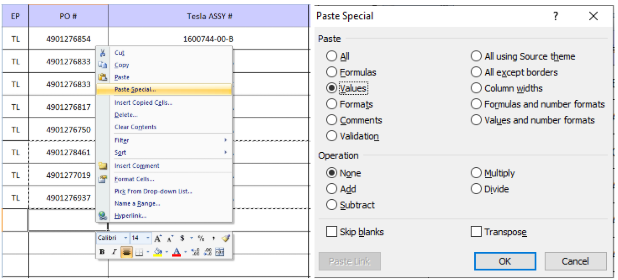 EP PO # Tesla ASSY #
TL 4901276854 1600744-00-B
TL 4901276833
TL 4901276833
TL 4901276817
TL 4901276750
TL 4901278461
TL 4901277019
TL 4901276937
Cut
Copy
Paste
Paste Special...
Insert Copied Cells...
Delete...
Clear Contents
Filter
Sort
Insert Comment
Format Cells...
Pick From Drop-down List...
Name a Range...
Hyperlink...
Calibri 14 A A $ % ,
B I A
Paste Special ? ×
Paste
All All using Source theme
Formulas All except borders
Values Column widths
Formats Formulas and number formats
Comments Values and number formats
Validation
Operation
None Multiply
Add Divide
Subtract
Skip blanks Transpose
Paste Link OK Cancel